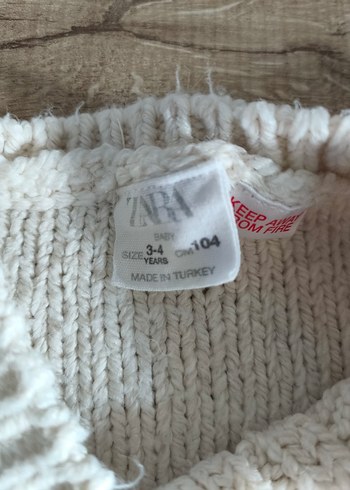 ZARA
BABY
SIZE 3-4 YEARS CM 104
MADE IN TURKEY
KEEP AWAY
FROM FIRE